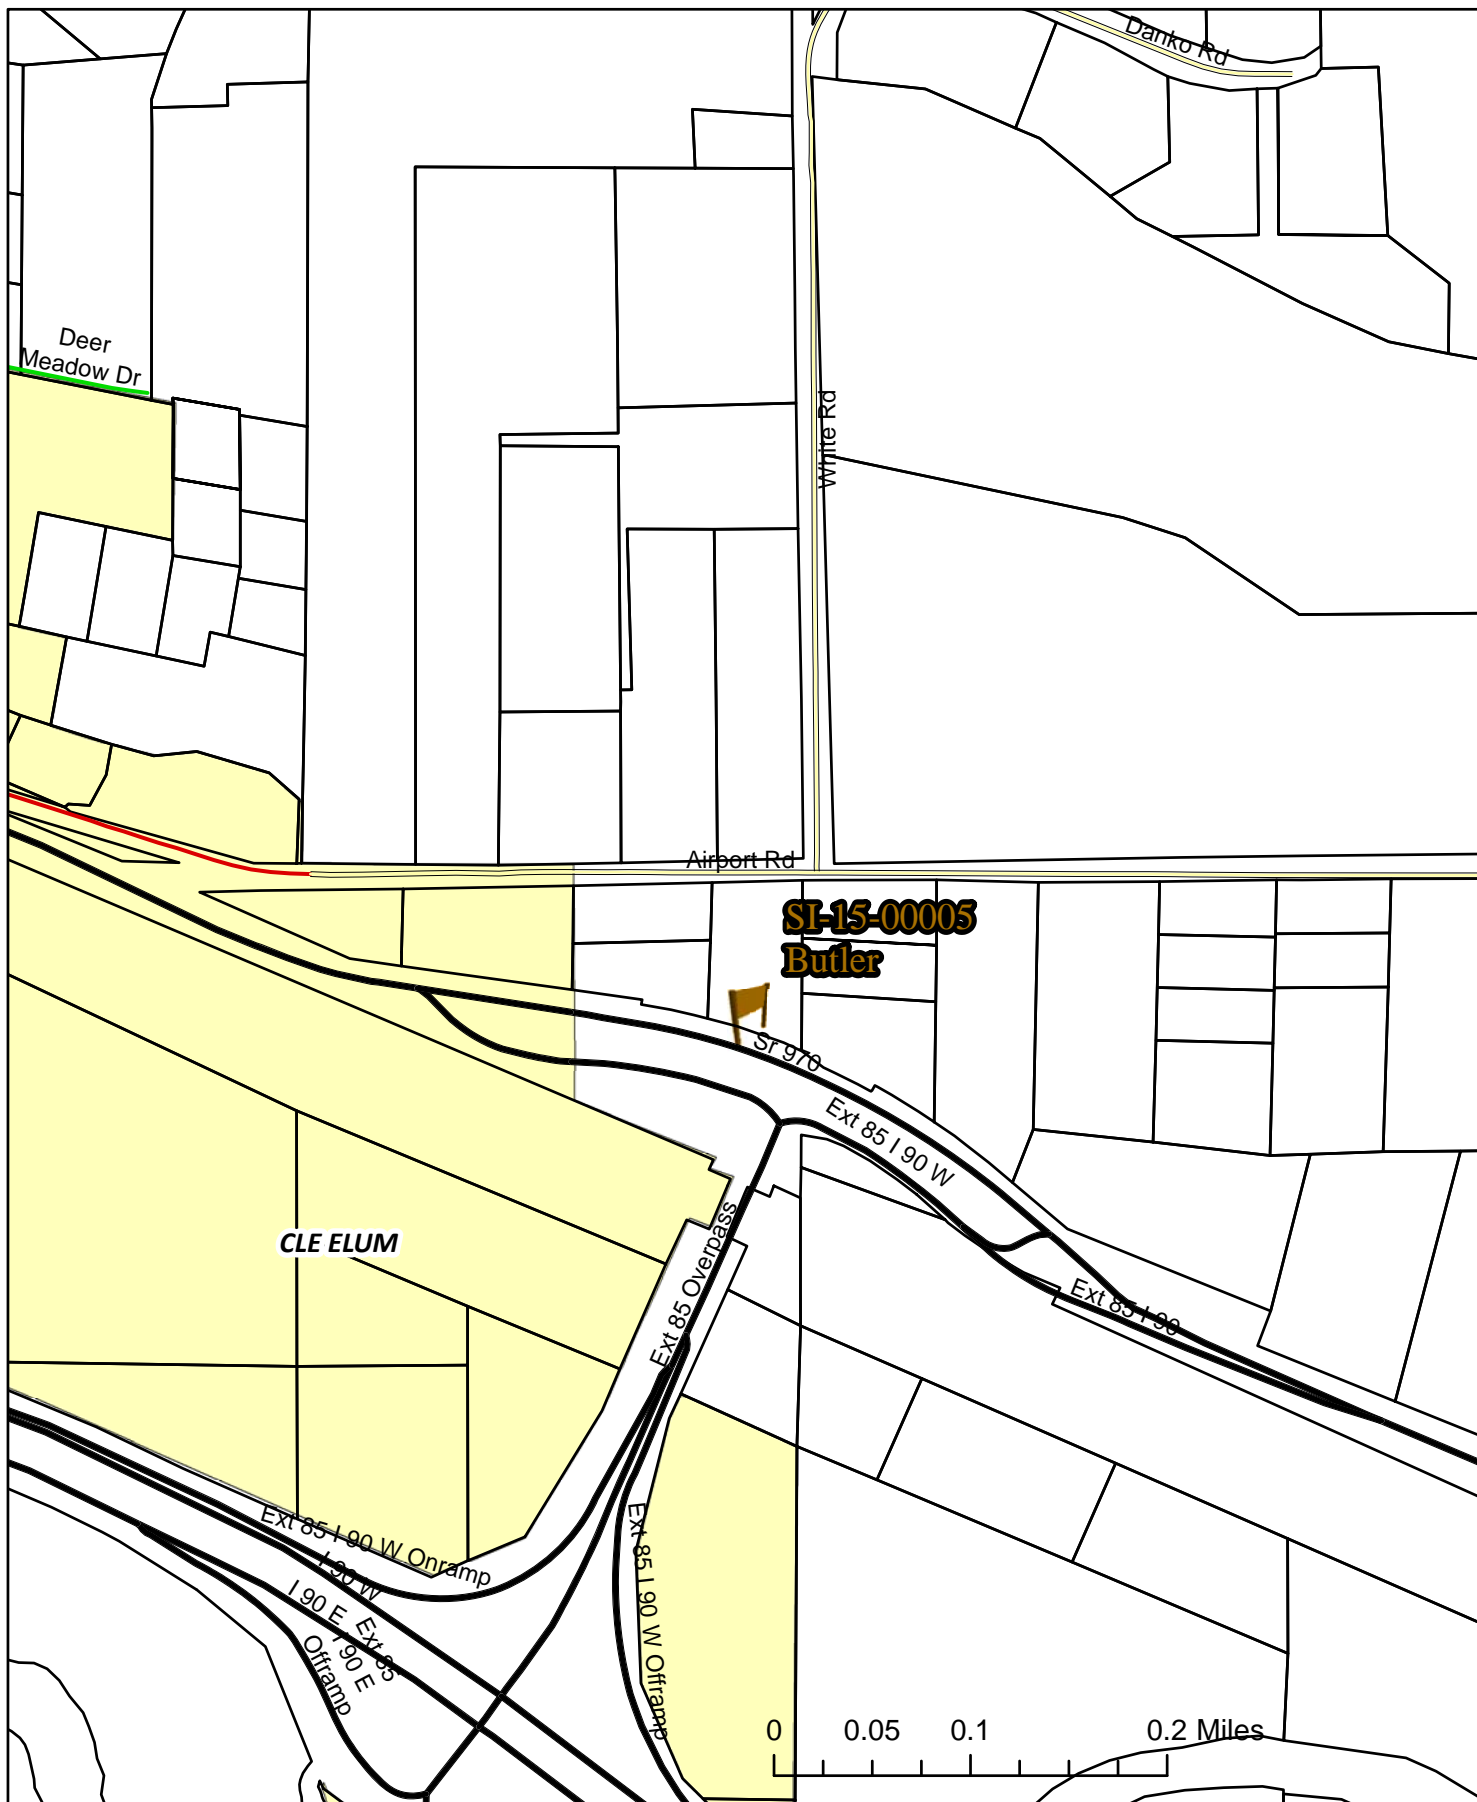 Danko Rd
Deer
Meadow Dr
White Rd
Airport Rd
SI-15-00005
Butler
Sr 970
Ext 85 I 90 W
Ext 85 Overpass
CLE ELUM
Ext 85 I 90
Ext 85 I 90 W Onramp
I 90 W
I 90 E
Ext 85
I 90 E
Offramp
Ext 85 I 90 W Offramp
0 0.05 0.1 0.2 Miles